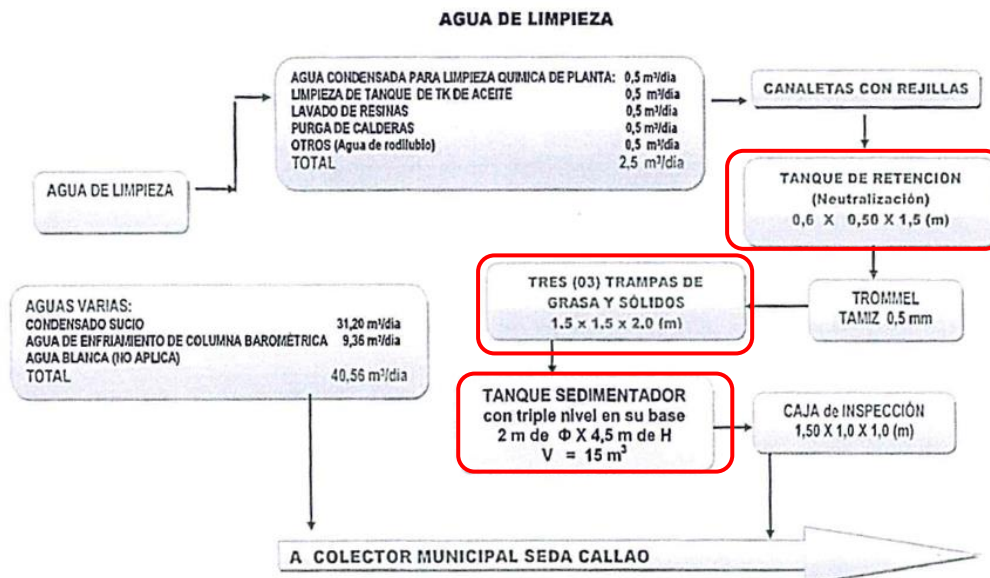 AGUA DE LIMPIEZA
AGUA DE LIMPIEZA
AGUA CONDENSADA PARA LIMPIEZA QUIMICA DE PLANTA: 0,5 m³/dia
LIMPIEZA DE TANQUE DE TK DE ACEITE 0,5 m³/dia
LAVADO DE RESINAS 0,5 m³/dia
PURGA DE CALDERAS 0,5 m³/dia
OTROS (Agua de rodilubio) 0,5 m³/dia
TOTAL 2,5 m³/dia
CANALETAS CON REJILLAS
TANQUE DE RETENCION
(Neutralización)
0,6 X 0,50 X 1,5 (m)
TROMMEL
TAMIZ 0,5 mm
TRES (03) TRAMPAS DE
GRASA Y SÓLIDOS
1.5 x 1.5 x 2.0 (m)
TANQUE SEDIMENTADOR
con triple nivel en su base
2 m de Φ X 4,5 m de H
V = 15 m³
CAJA de INSPECCIÓN
1,50 X 1,0 X 1,0 (m)
AGUAS VARIAS:
CONDENSADO SUCIO 31,20 m³/dia
AGUA DE ENFRIAMIENTO DE COLUMNA BAROMÉTRICA 9,36 m³/dia
AGUA BLANCA (NO APLICA)
TOTAL 40,56 m³/dia
A COLECTOR MUNICIPAL SEDA CALLAO